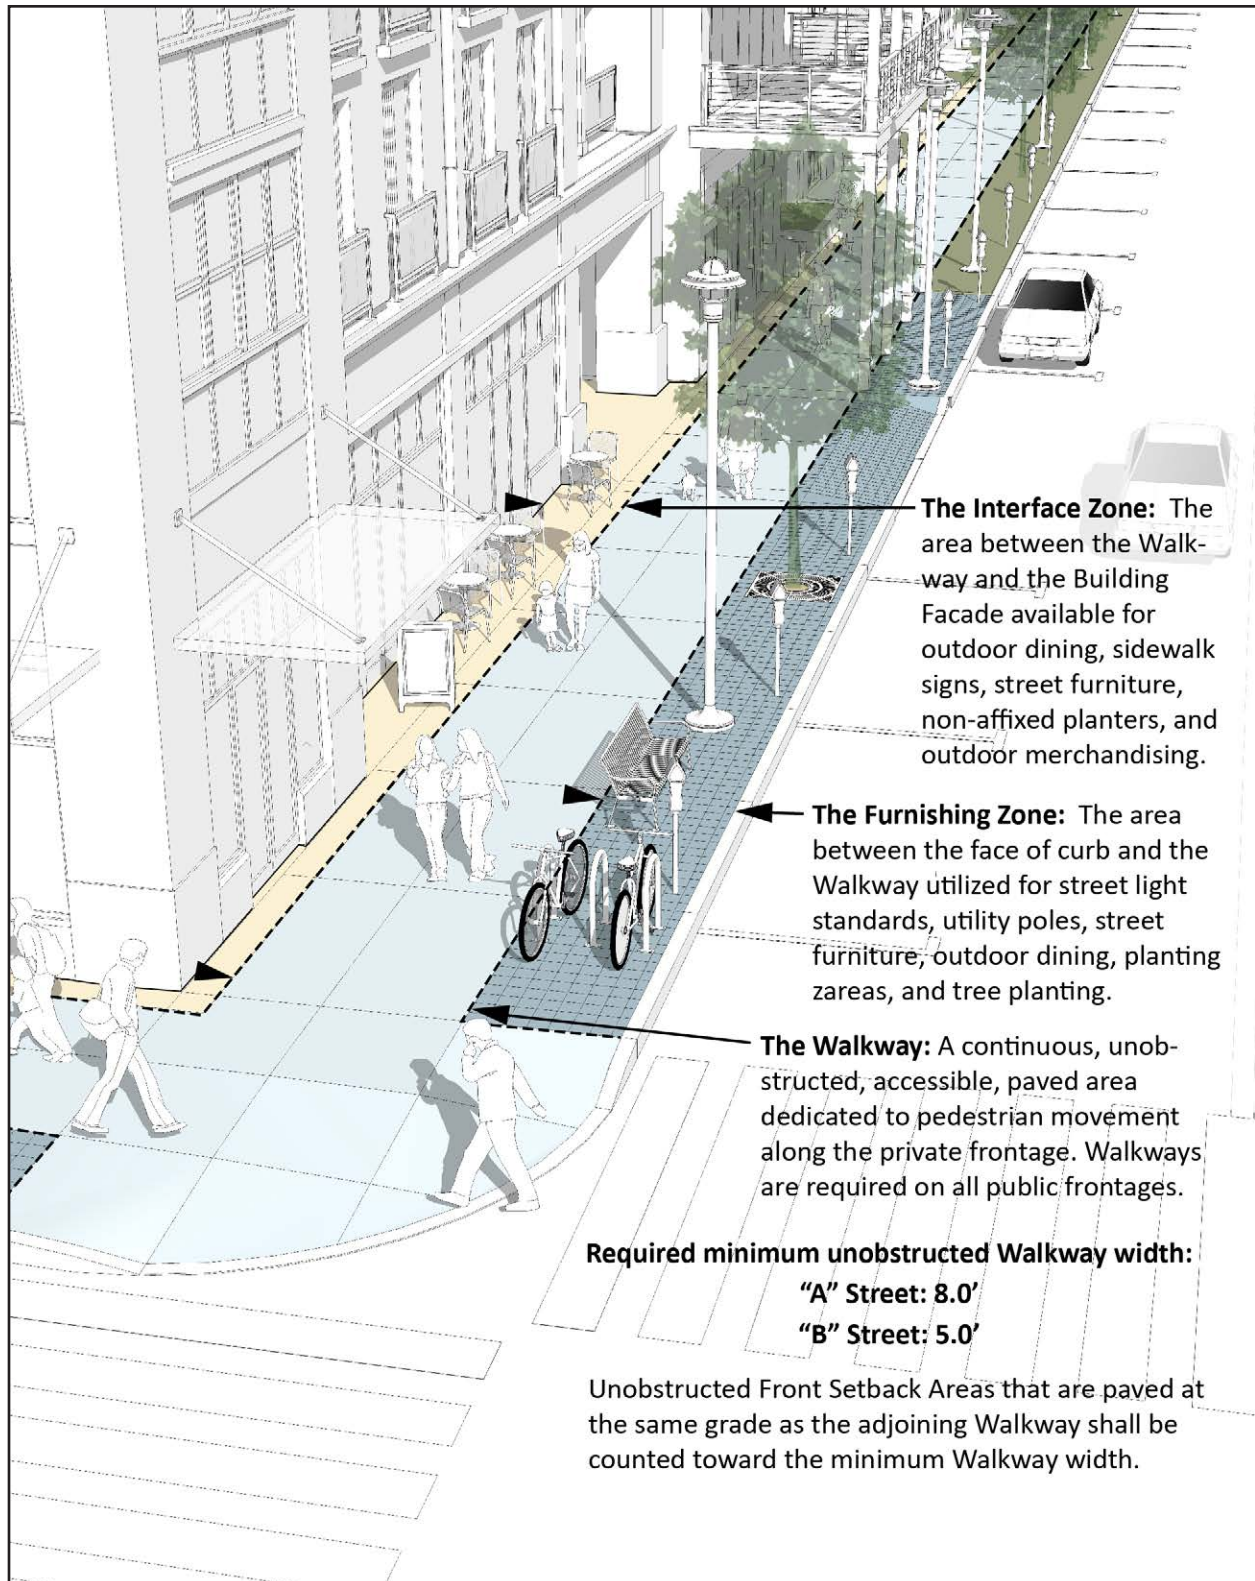 The Interface Zone: The
area between the Walk-
way and the Building
Facade available for
outdoor dining, sidewalk
signs, street furniture,
non-affixed planters, and
outdoor merchandising.
The Furnishing Zone: The area
between the face of curb and the
Walkway utilized for street light
standards, utility poles, street
furniture, outdoor dining, planting
zareas, and tree planting.
The Walkway: A continuous, unob-
structed, accessible, paved area
dedicated to pedestrian movement
along the private frontage. Walkways
are required on all public frontages.
Required minimum unobstructed Walkway width:
“A” Street: 8.0’
“B” Street: 5.0’
Unobstructed Front Setback Areas that are paved at
the same grade as the adjoining Walkway shall be
counted toward the minimum Walkway width.